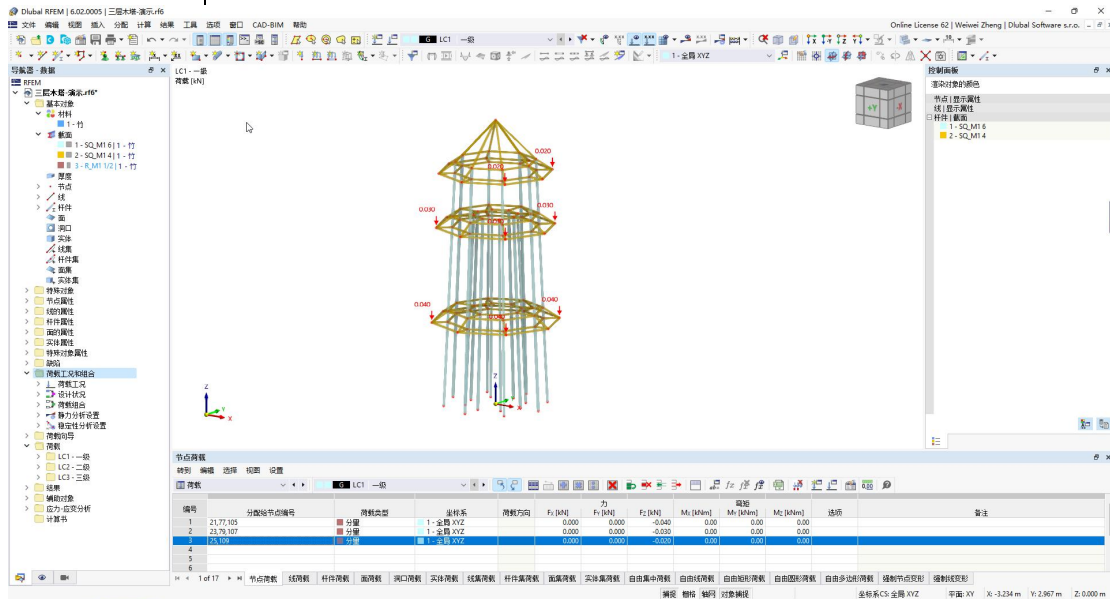 Dlubal RFEM | 6.02.0005 | 三层木塔-演示.rf6*
文件 编辑 视图 插入 分配 计算 结果 工具 选项 窗口 CAD-BIM 帮助
Online License 62 | Weiwei Zheng | Dlubal Software s.r.o.
G LC1 一级
1 - 全局 XYZ
导航器 - 数据
RFEM
三层木塔-演示.rf6*
基本对象
材料
1 - 竹
截面
1 - SQ_M1 6 | 1 - 竹
2 - SQ_M1 4 | 1 - 竹
3 - R_M1 1/2 | 1 - 竹
厚度
节点
线
杆件
面
洞口
实体
线集
杆件集
面集
实体集
特殊对象
节点属性
线的属性
杆件属性
面的属性
实体属性
特殊对象属性
缺陷
荷载工况和组合
荷载工况
设计状况
荷载组合
静力分析设置
稳定性分析设置
荷载向导
荷载
LC1 - 一级
LC2 - 二级
LC3 - 三级
结果
辅助对象
应力-应变分析
计算书
LC1 - 一级
荷载 [kN]
0.020
0.020
0.030
0.010
0.040
0.040
0.040
Z
Y
X
Z
X
+Y
-X
控制面板
渲染对象的颜色
节点 | 显示属性
线 | 显示属性
杆件 | 截面
1 - SQ_M1 6
2 - SQ_M1 4
节点荷载
转到 编辑 选择 视图 设置
荷载
G LC1 一级
编号 分配给节点编号 荷载类型 坐标系 荷载方向 力 弯矩 选项 备注
Fx [kN] Fy [kN] Fz [kN] Mx [kNm] My [kNm] Mz [kNm]
1 21,77,105 分量 1 - 全局 XYZ 0.000 0.000 -0.040 0.00 0.00 0.00
2 23,79,107 分量 1 - 全局 XYZ 0.000 0.000 -0.030 0.00 0.00 0.00
3 25,109 分量 1 - 全局 XYZ 0.000 0.000 -0.020 0.00 0.00 0.00
4
5
6
1 of 17 节点荷载 线荷载 杆件荷载 面荷载 洞口荷载 实体荷载 线集荷载 杆件集荷载 面集荷载 实体集荷载 自由集中荷载 自由线荷载 自由矩形荷载 自由圆形荷载 自由多边形荷载 强制节点变形 强制线变形
捕捉 栅格 轴网 对象捕捉 坐标系CS: 全局 XYZ 平面: XY X: -3.234 m Y: 2.967 m Z: 0.000 m